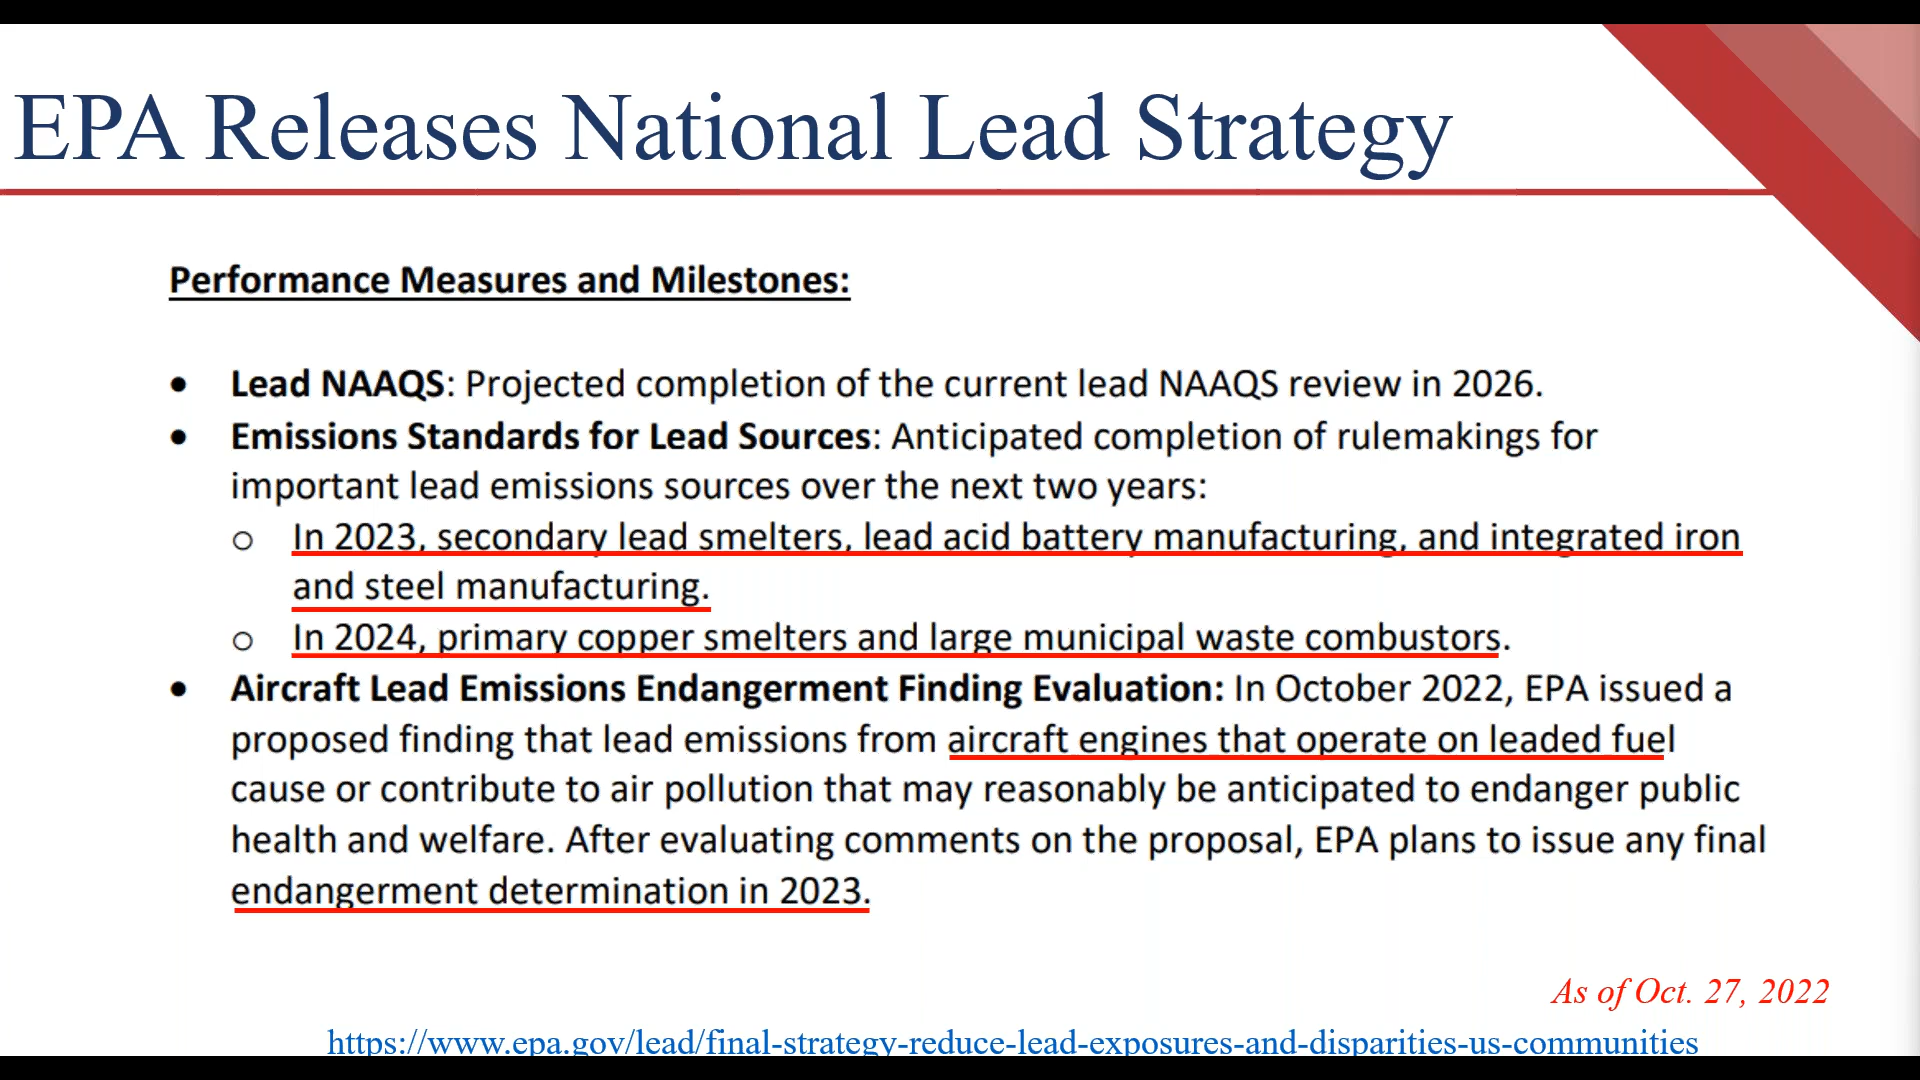 EPA Releases National Lead Strategy
Performance Measures and Milestones:
• Lead NAAQS: Projected completion of the current lead NAAQS review in 2026.
• Emissions Standards for Lead Sources: Anticipated completion of rulemakings for
important lead emissions sources over the next two years:
o In 2023, secondary lead smelters, lead acid battery manufacturing, and integrated iron
and steel manufacturing.
o In 2024, primary copper smelters and large municipal waste combustors.
• Aircraft Lead Emissions Endangerment Finding Evaluation: In October 2022, EPA issued a
proposed finding that lead emissions from aircraft engines that operate on leaded fuel
cause or contribute to air pollution that may reasonably be anticipated to endanger public
health and welfare. After evaluating comments on the proposal, EPA plans to issue any final
endangerment determination in 2023.
As of Oct. 27, 2022
https://www.epa.gov/lead/final-strategy-reduce-lead-exposures-and-disparities-us-communities